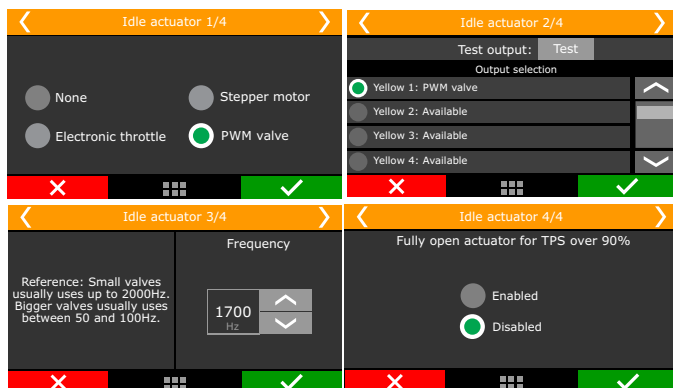 Idle actuator 1/4
None
Stepper motor
Electronic throttle
PWM valve
Idle actuator 2/4
Test output: Test
Output selection
Yellow 1: PWM valve
Yellow 2: Available
Yellow 3: Available
Yellow 4: Available
Idle actuator 3/4
Reference: Small valves
usually uses up to 2000Hz.
Bigger valves usually uses
between 50 and 100Hz.
Frequency
1700
Hz
Idle actuator 4/4
Fully open actuator for TPS over 90%
Enabled
Disabled